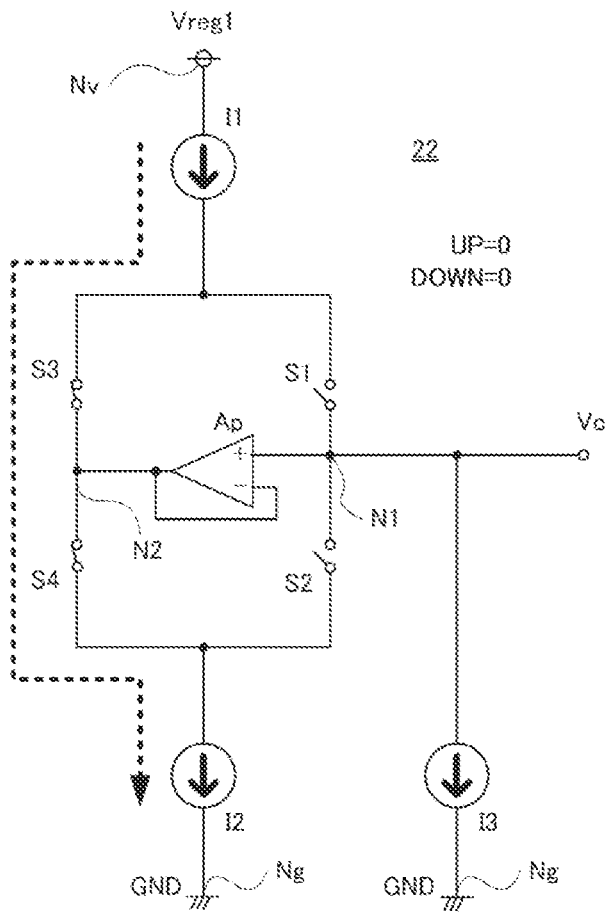 Vreg1
Nv
I1
22
UP=0
DOWN=0
S3
S1
Ap
Vc
+
−
N1
N2
S4
S2
I2
I3
GND
Ng
GND
Ng